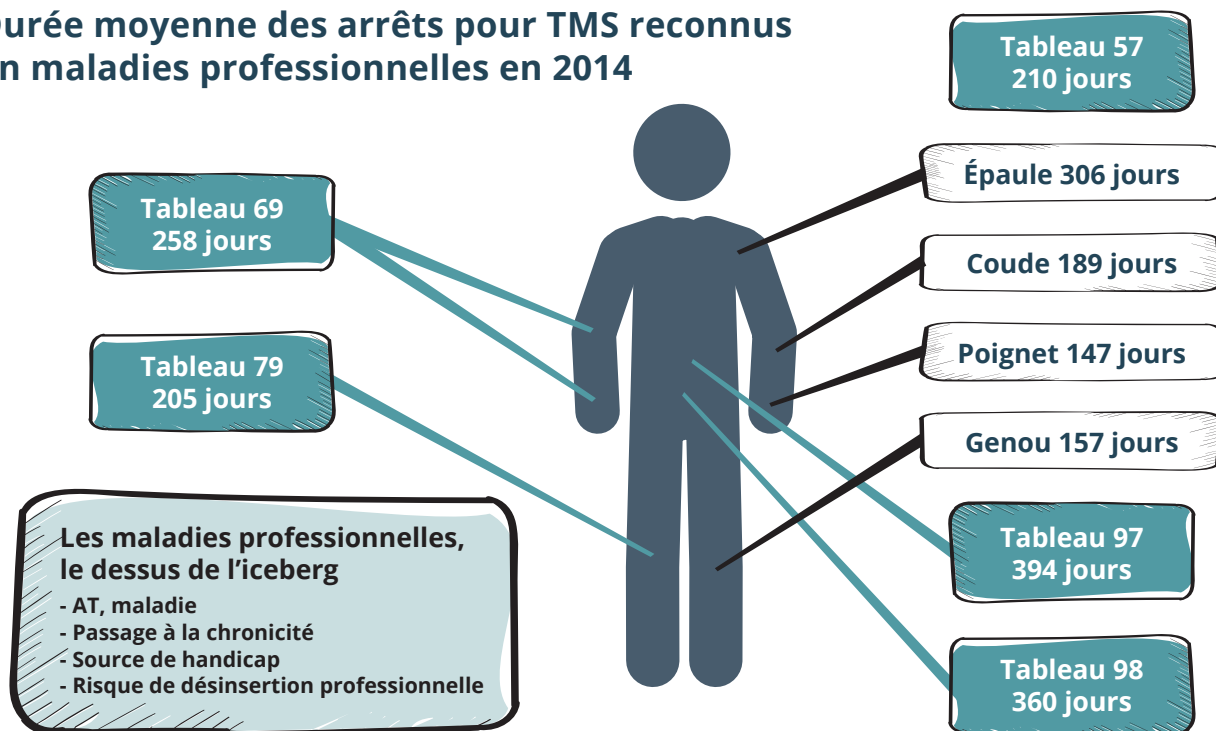 urée moyenne des arrêts pour TMS reconnus
n maladies professionnelles en 2014
Tableau 57
210 jours
Épaule 306 jours
Coude 189 jours
Poignet 147 jours
Genou 157 jours
Tableau 97
394 jours
Tableau 98
360 jours
Tableau 69
258 jours
Tableau 79
205 jours
Les maladies professionnelles,
le dessus de l’iceberg
- AT, maladie
- Passage à la chronicité
- Source de handicap
- Risque de désinsertion professionnelle